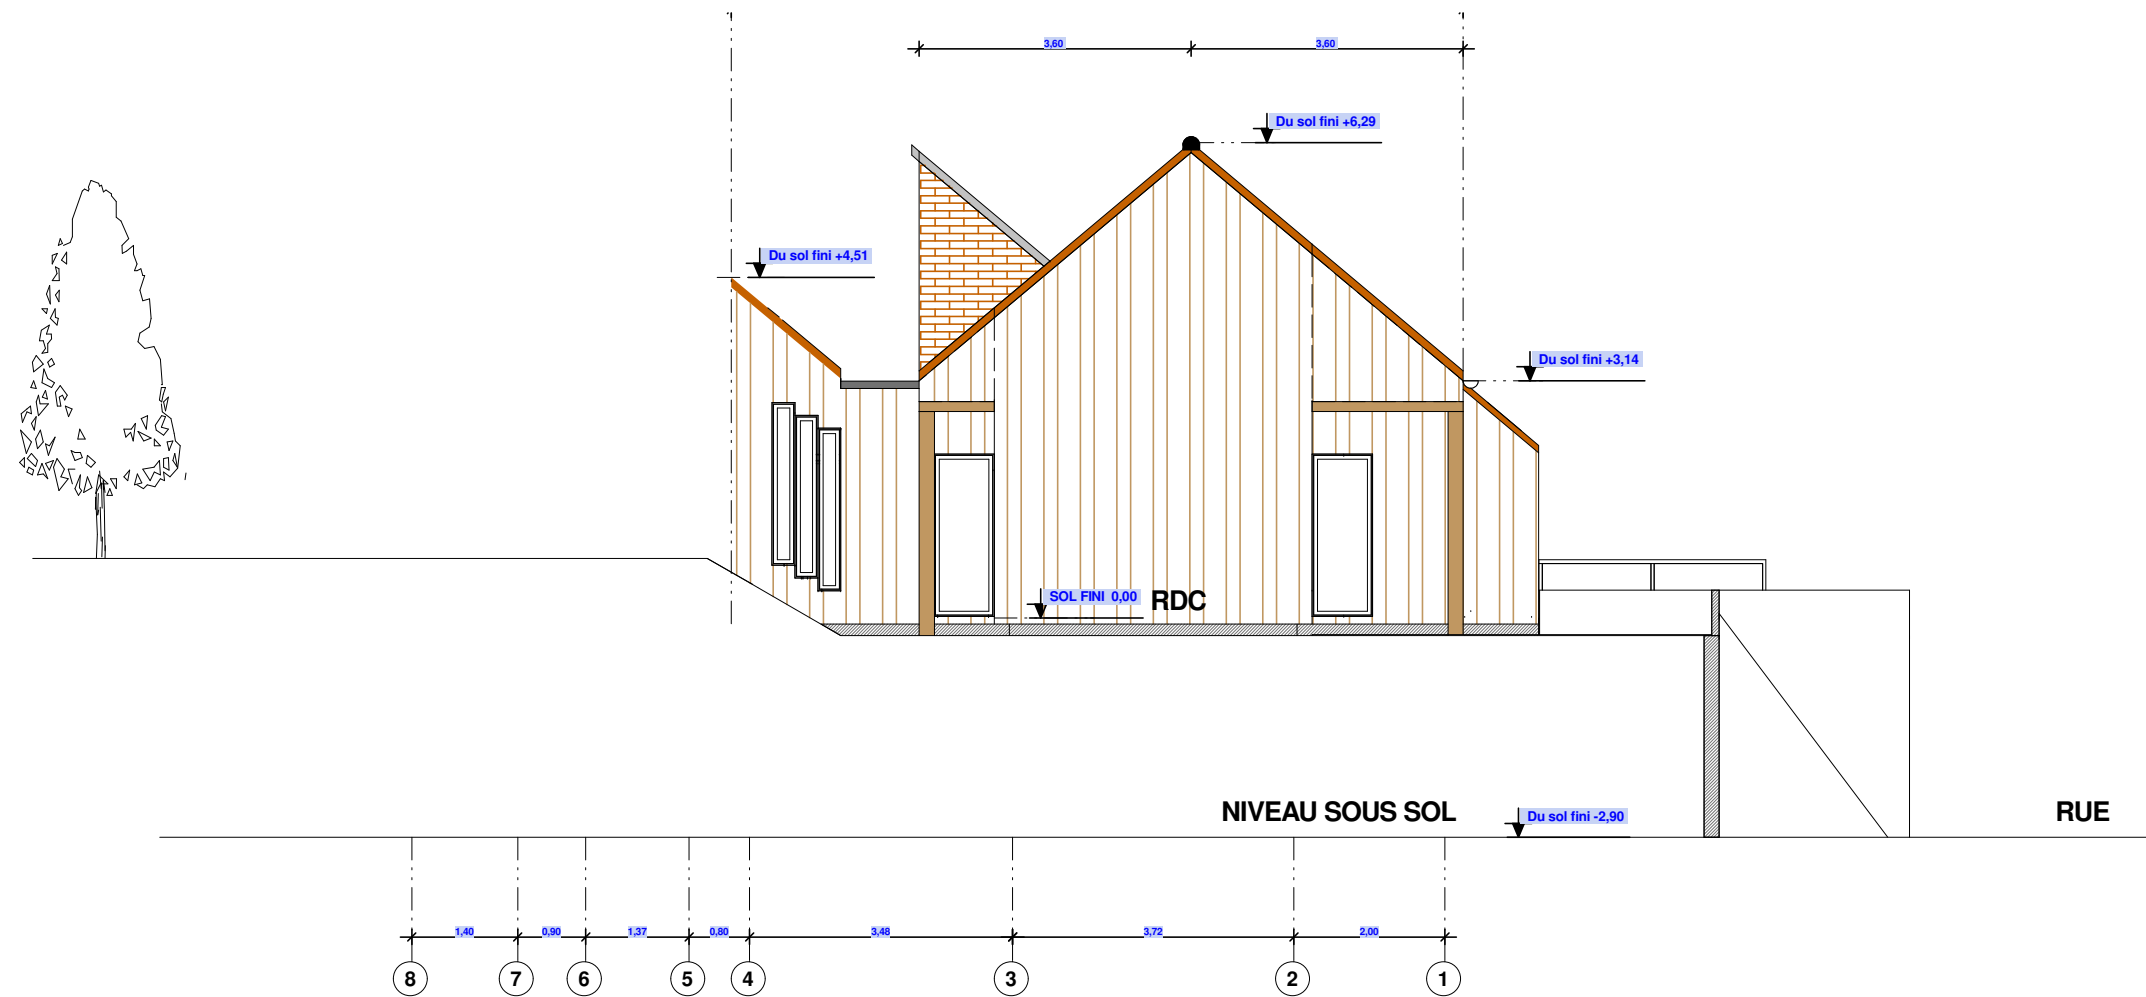 3,60
3,60
Du sol fini +6,29
Du sol fini +4,51
Du sol fini +3,14
SOL FINI 0,00
RDC
NIVEAU SOUS SOL
Du sol fini -2,90
RUE
1,40
0,90
1,37
0,80
3,48
3,72
2,00
8
7
6
5
4
3
2
1